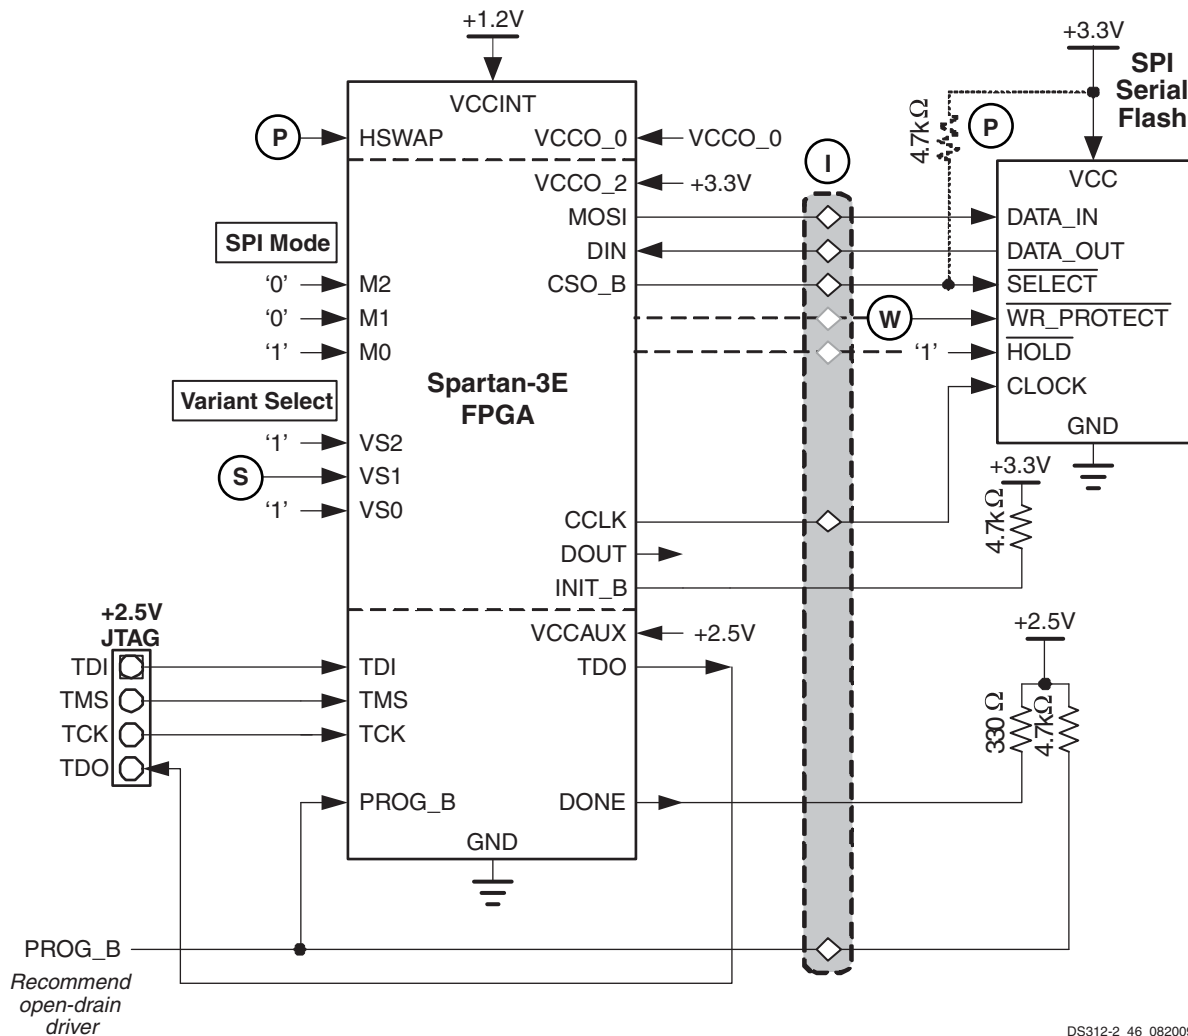 +1.2V
+3.3V
SPI
Serial
Flash
VCCINT
P
HSWAP
VCCO_0
VCCO_0
4.7kΩ
P
I
VCC
VCCO_2
+3.3V
MOSI
DATA_IN
SPI Mode
DIN
DATA_OUT
'0'
M2
CSO_B
SELECT
'0'
M1
W
WR_PROTECT
'1'
M0
'1'
HOLD
Spartan-3E
FPGA
CLOCK
Variant Select
GND
'1'
VS2
S
VS1
+3.3V
'1'
VS0
CCLK
4.7kΩ
DOUT
INIT_B
+2.5V
JTAG
VCCAUX
+2.5V
+2.5V
TDI
TDI
TDO
TMS
TMS
330 Ω
4.7kΩ
TCK
TCK
TDO
PROG_B
DONE
GND
PROG_B
Recommend
open-drain
driver